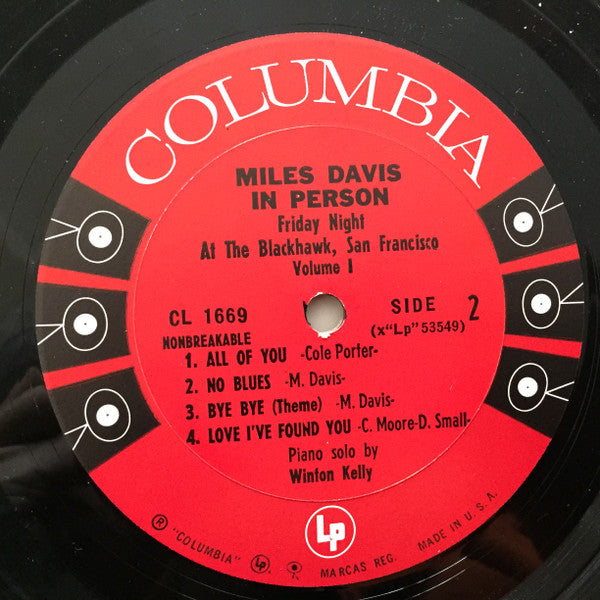 COLUMBIA
MILES DAVIS
IN PERSON
Friday Night
At The Blackhawk, San Francisco
Volume I
CL 1669
SIDE 2
NONBREAKABLE
(x"Lp"53549)
1. ALL OF YOU -Cole Porter-
2. NO BLUES -M. Davis-
3. BYE BYE (Theme) -M. Davis-
4. LOVE I'VE FOUND YOU -C. Moore-D. Small-
Piano solo by
Winton Kelly
Lp
® "COLUMBIA" Lp MARCAS REG. MADE IN U. S. A.